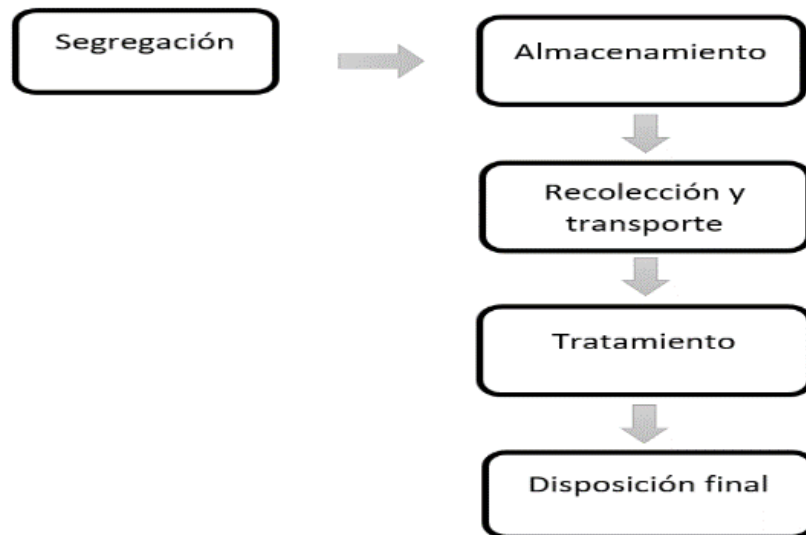 Segregación
Almacenamiento
Recolección y
transporte
Tratamiento
Disposición final